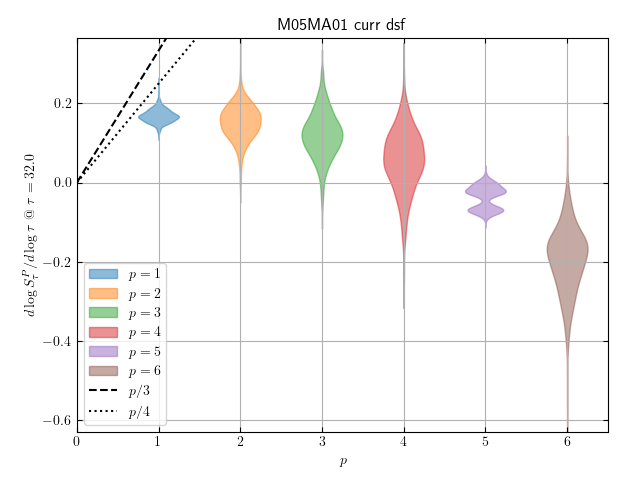 M05MA01 curr dsf
d log S_τ^P / d log τ @ τ = 32.0
0.2
0.0
−0.2
−0.4
−0.6
p = 1
p = 2
p = 3
p = 4
p = 5
p = 6
p/3
p/4
0 1 2 3 4 5 6
p